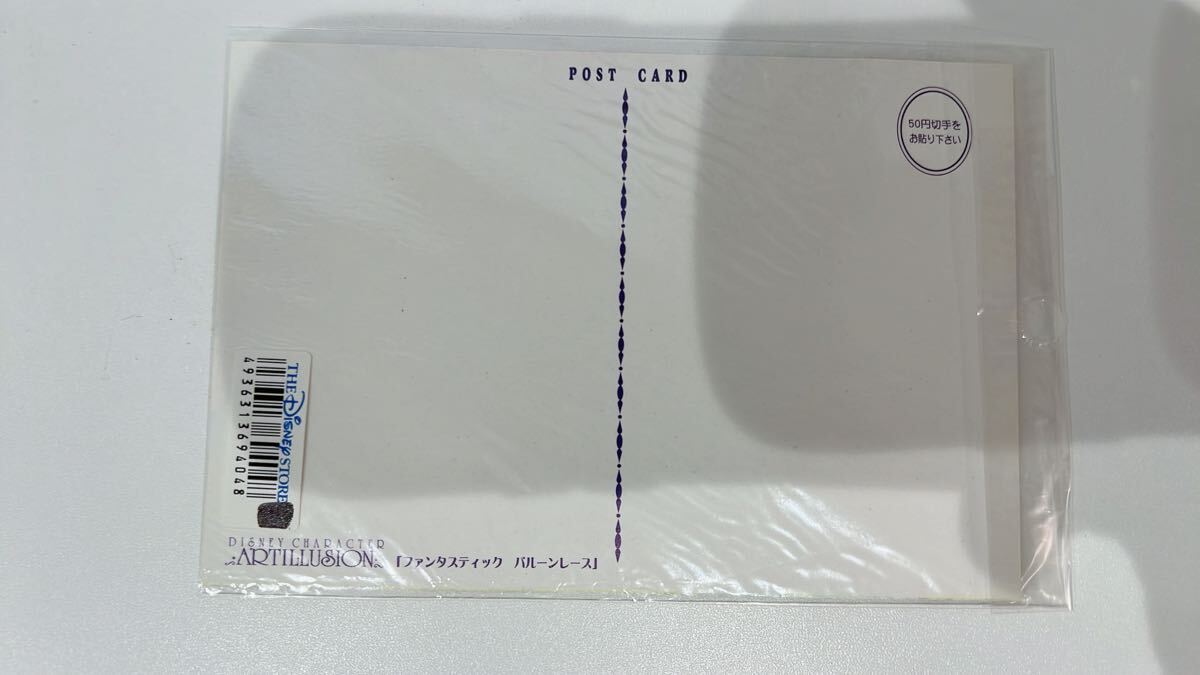 POST CARD
50円切手を
お貼り下さい
THE DISNEY STORE
4936313694048
DISNEY CHARACTER
ARTILLUSION 「ファンタスティック バルーンレース」